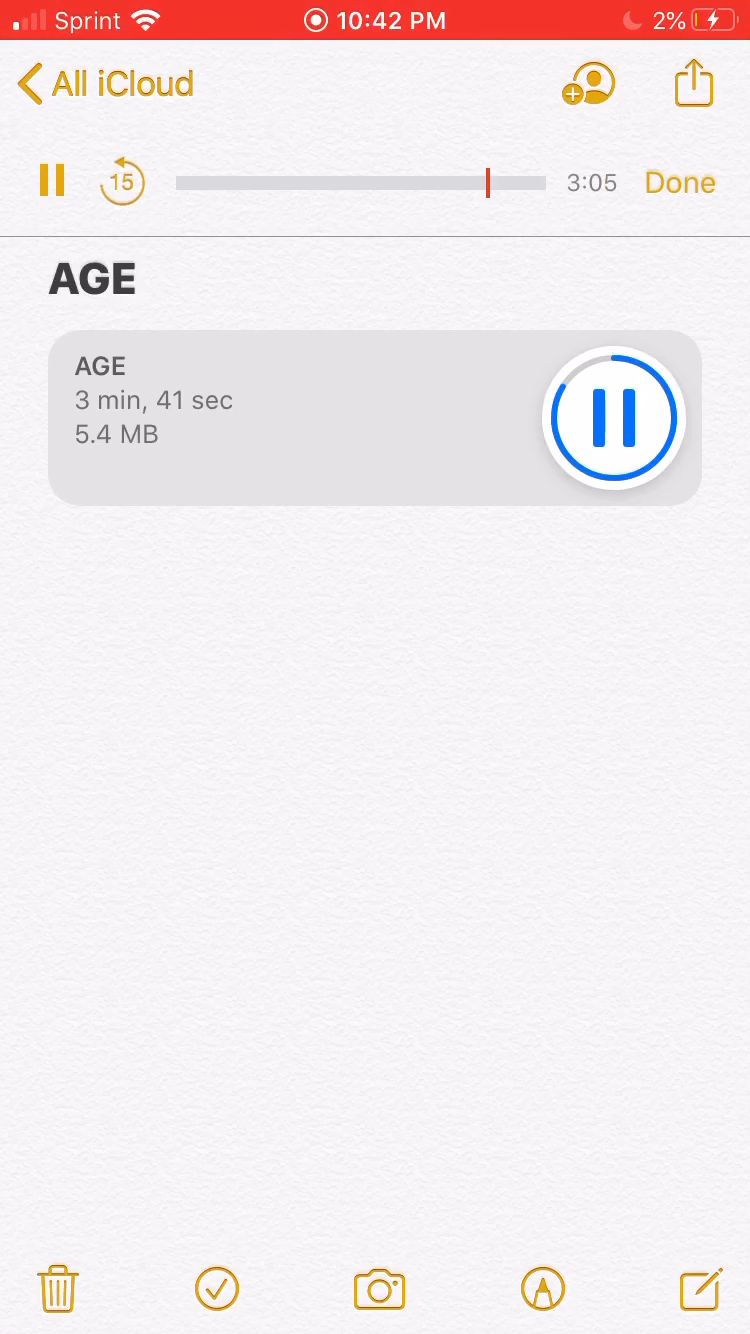 Sprint 10:42 PM 2%
All iCloud
15 3:05 Done
AGE
AGE
3 min, 41 sec
5.4 MB